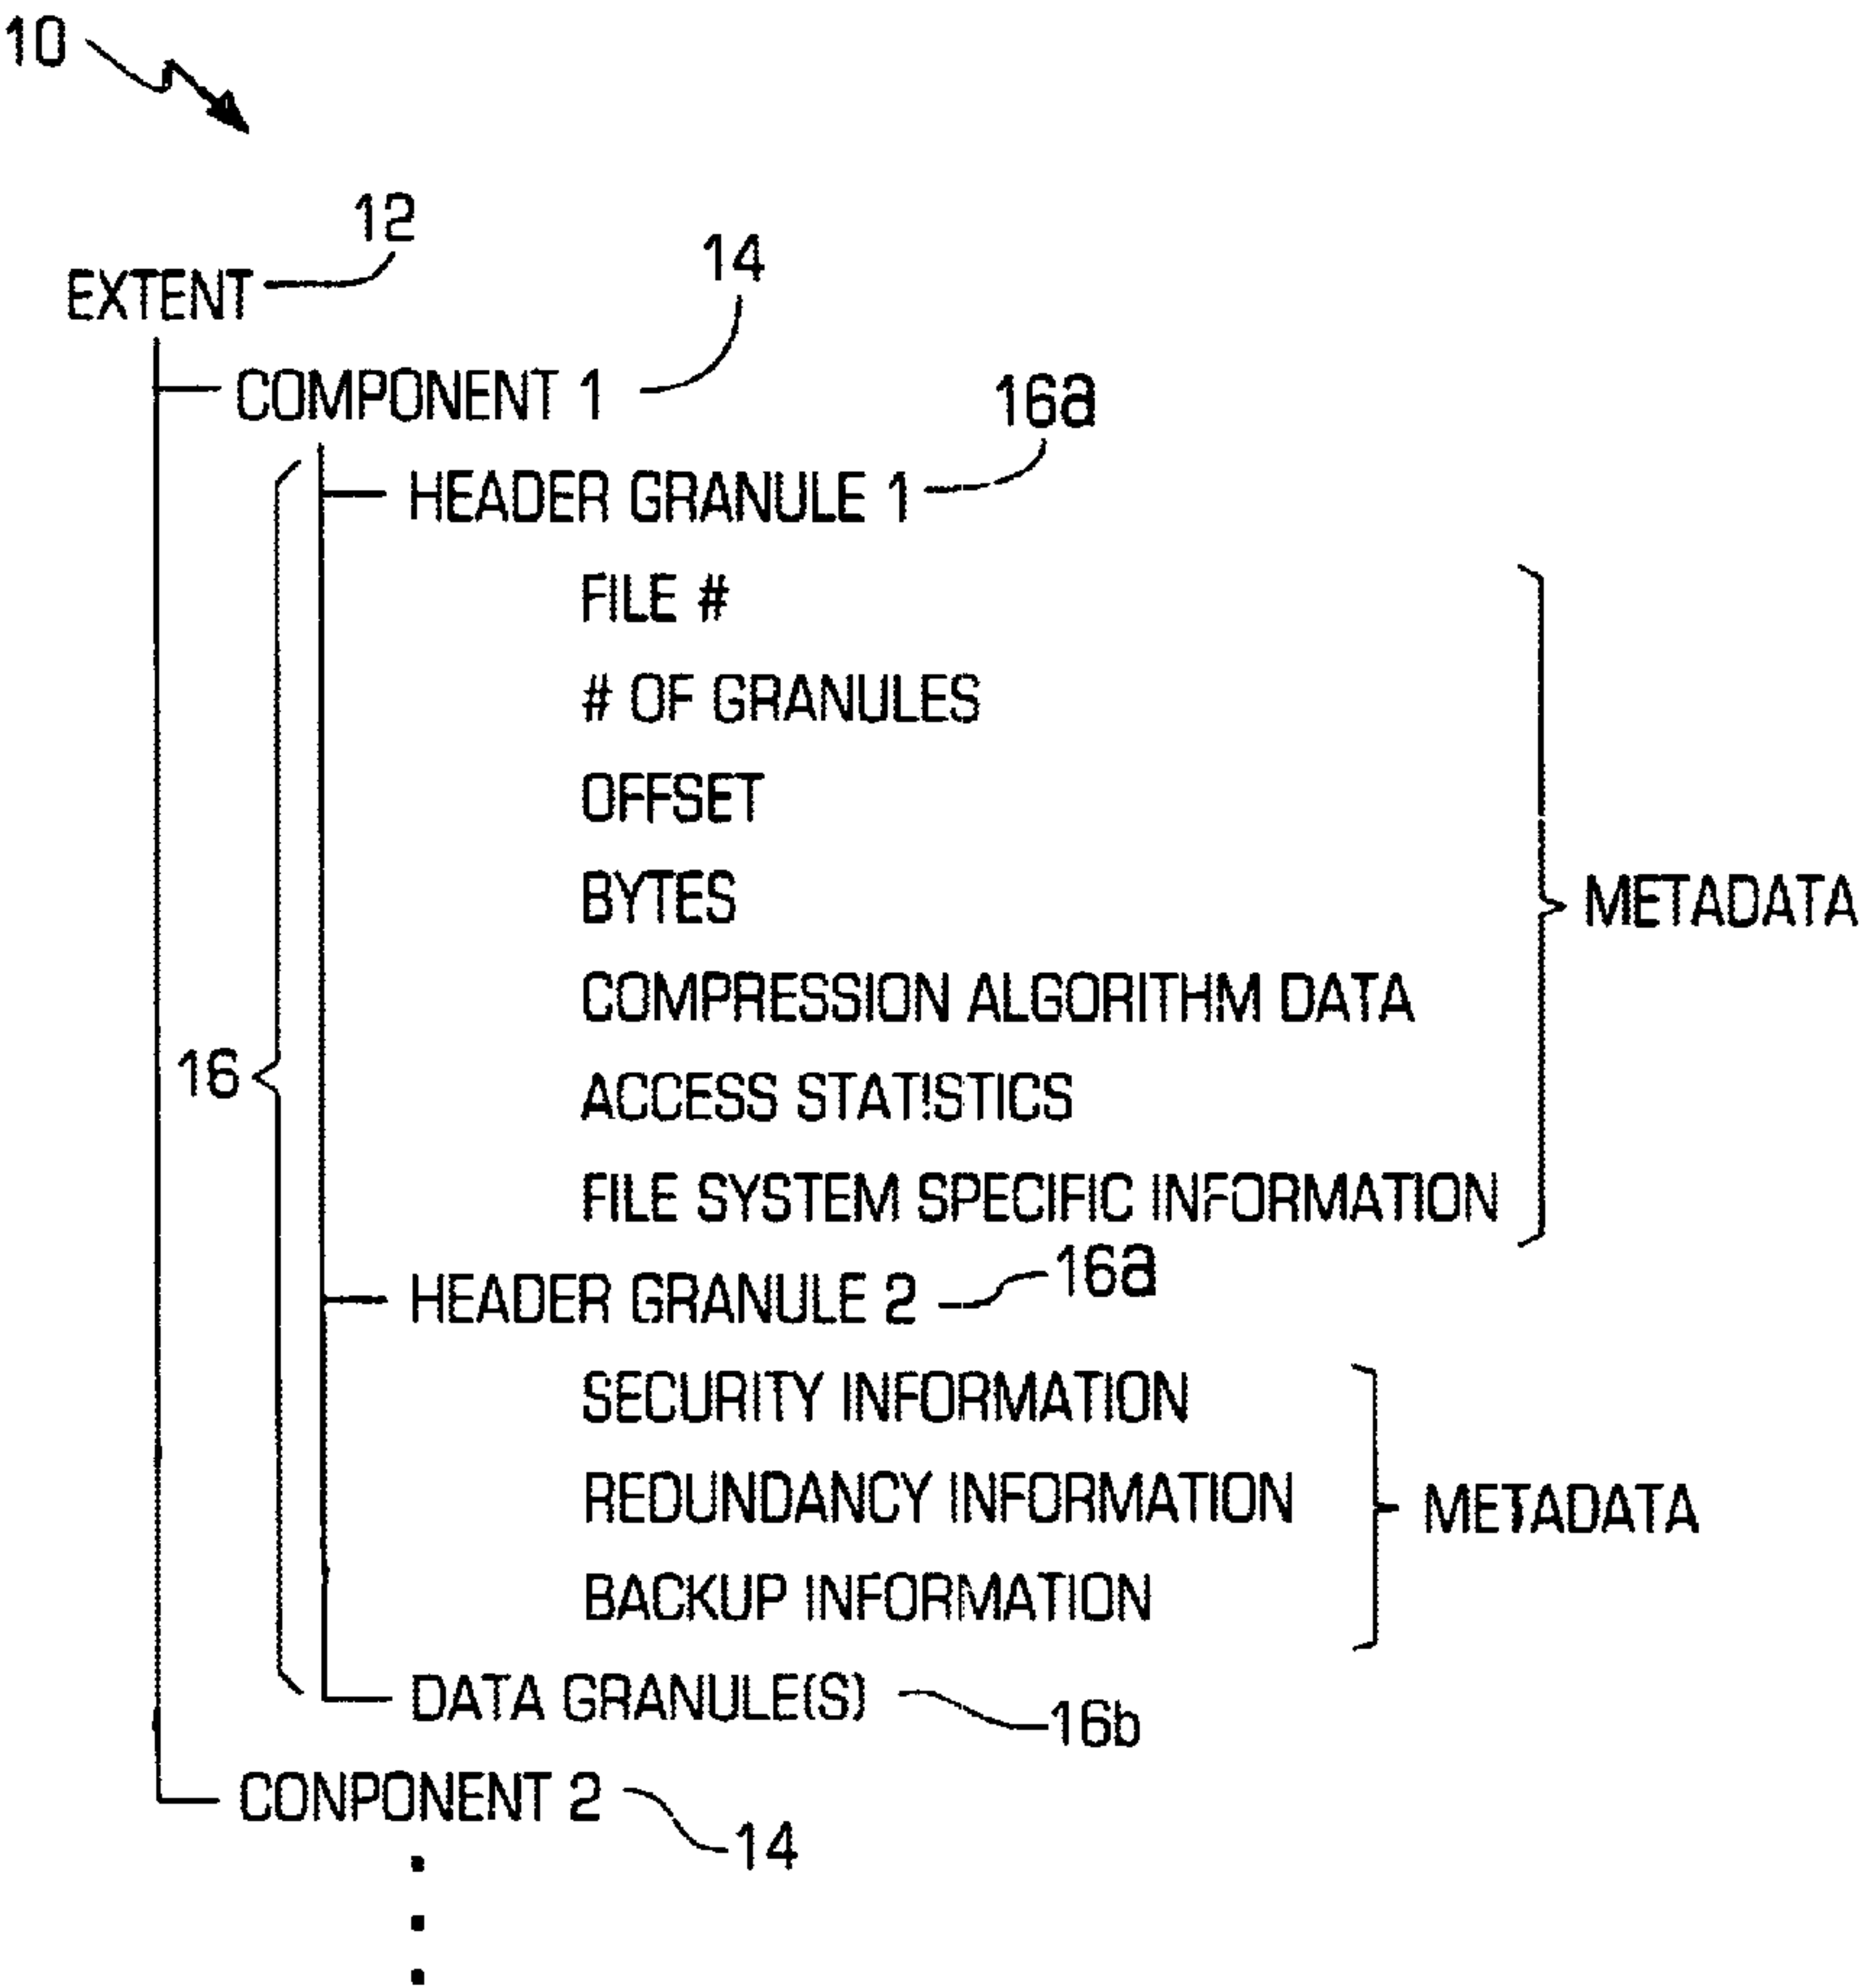 10
12
EXTENT
14
COMPONENT 1
16a
HEADER GRANULE 1
FILE #
# OF GRANULES
OFFSET
BYTES
METADATA
COMPRESSION ALGORITHM DATA
16
ACCESS STATISTICS
FILE SYSTEM SPECIFIC INFORMATION
HEADER GRANULE 2
16a
SECURITY INFORMATION
REDUNDANCY INFORMATION
METADATA
BACKUP INFORMATION
DATA GRANULE(S)
16b
CONPONENT 2
14